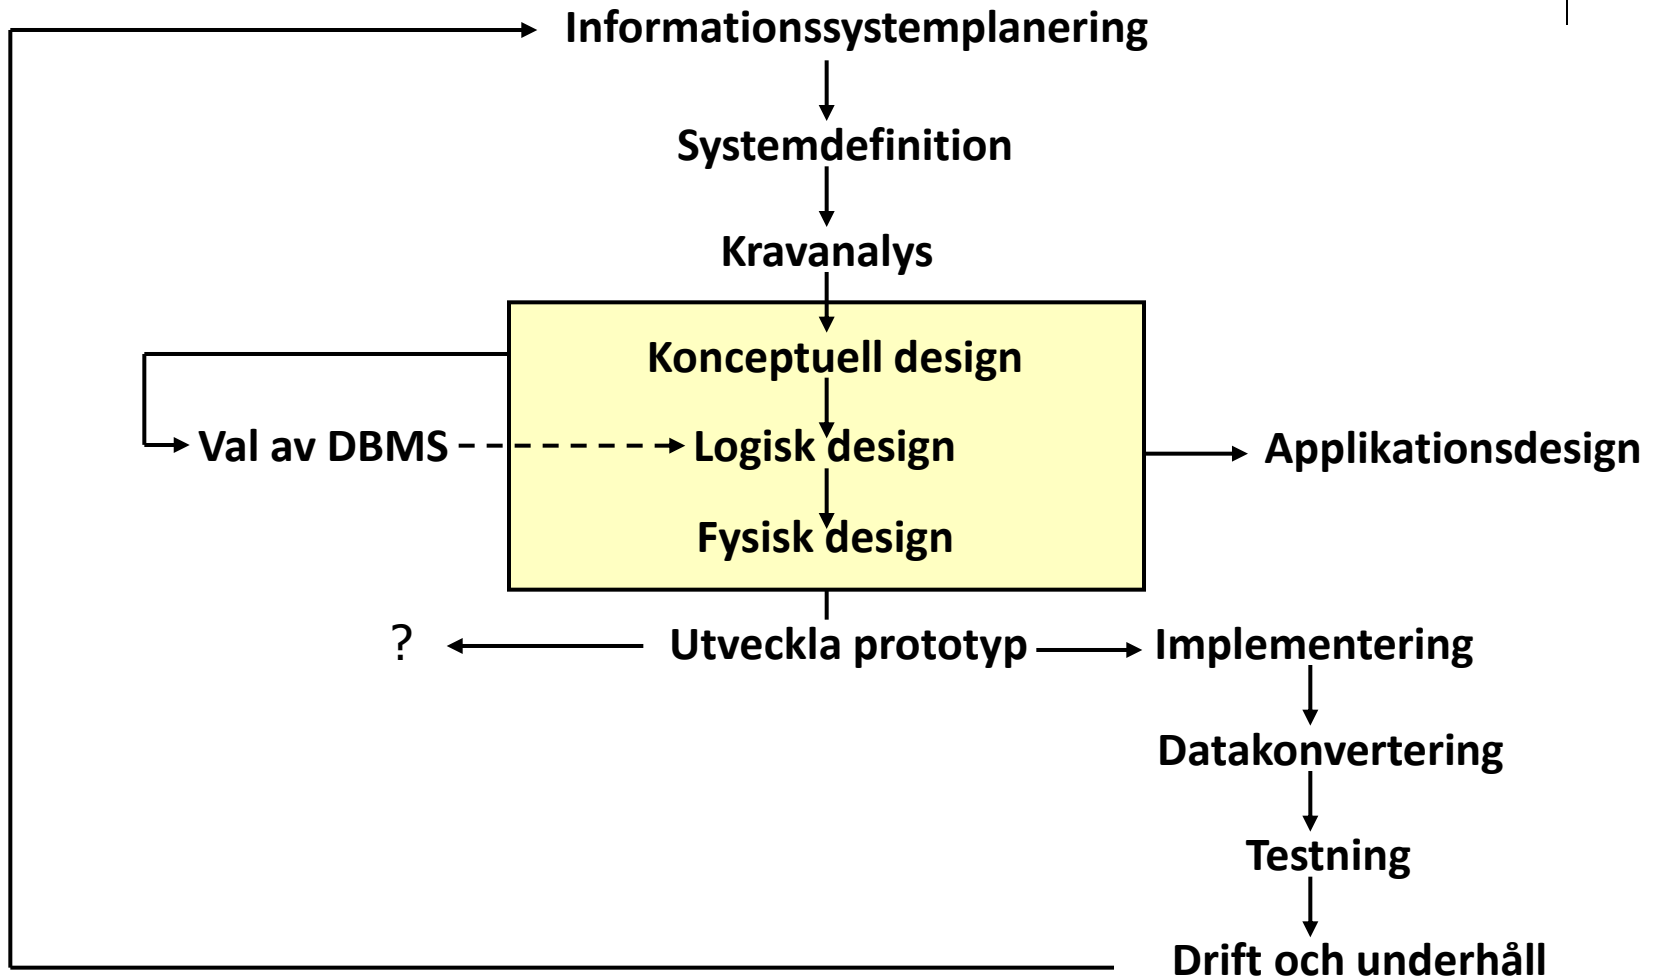 Informationssystemplanering
Systemdefinition
Kravanalys
Konceptuell design
Val av DBMS
Logisk design
Applikationsdesign
Fysisk design
?
Utveckla prototyp
Implementering
Datakonvertering
Testning
Drift och underhåll